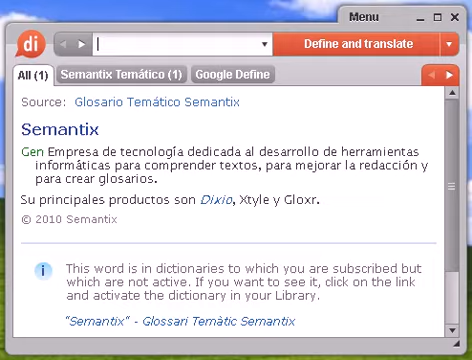 Menu
di
Define and translate
All (1) Semantix Temático (1) Google Define
Source: Glosario Temático Semantix
Semantix
Gen Empresa de tecnología dedicada al desarrollo de herramientas
informáticas para comprender textos, para mejorar la redacción y
para crear glosarios.
Su principales productos son Dixio, Xtyle y Gloxr.
© 2010 Semantix
i
This word is in dictionaries to which you are subscribed but
which are not active. If you want to see it, click on the link
and activate the dictionary in your Library.
"Semantix" - Glossari Temàtic Semantix